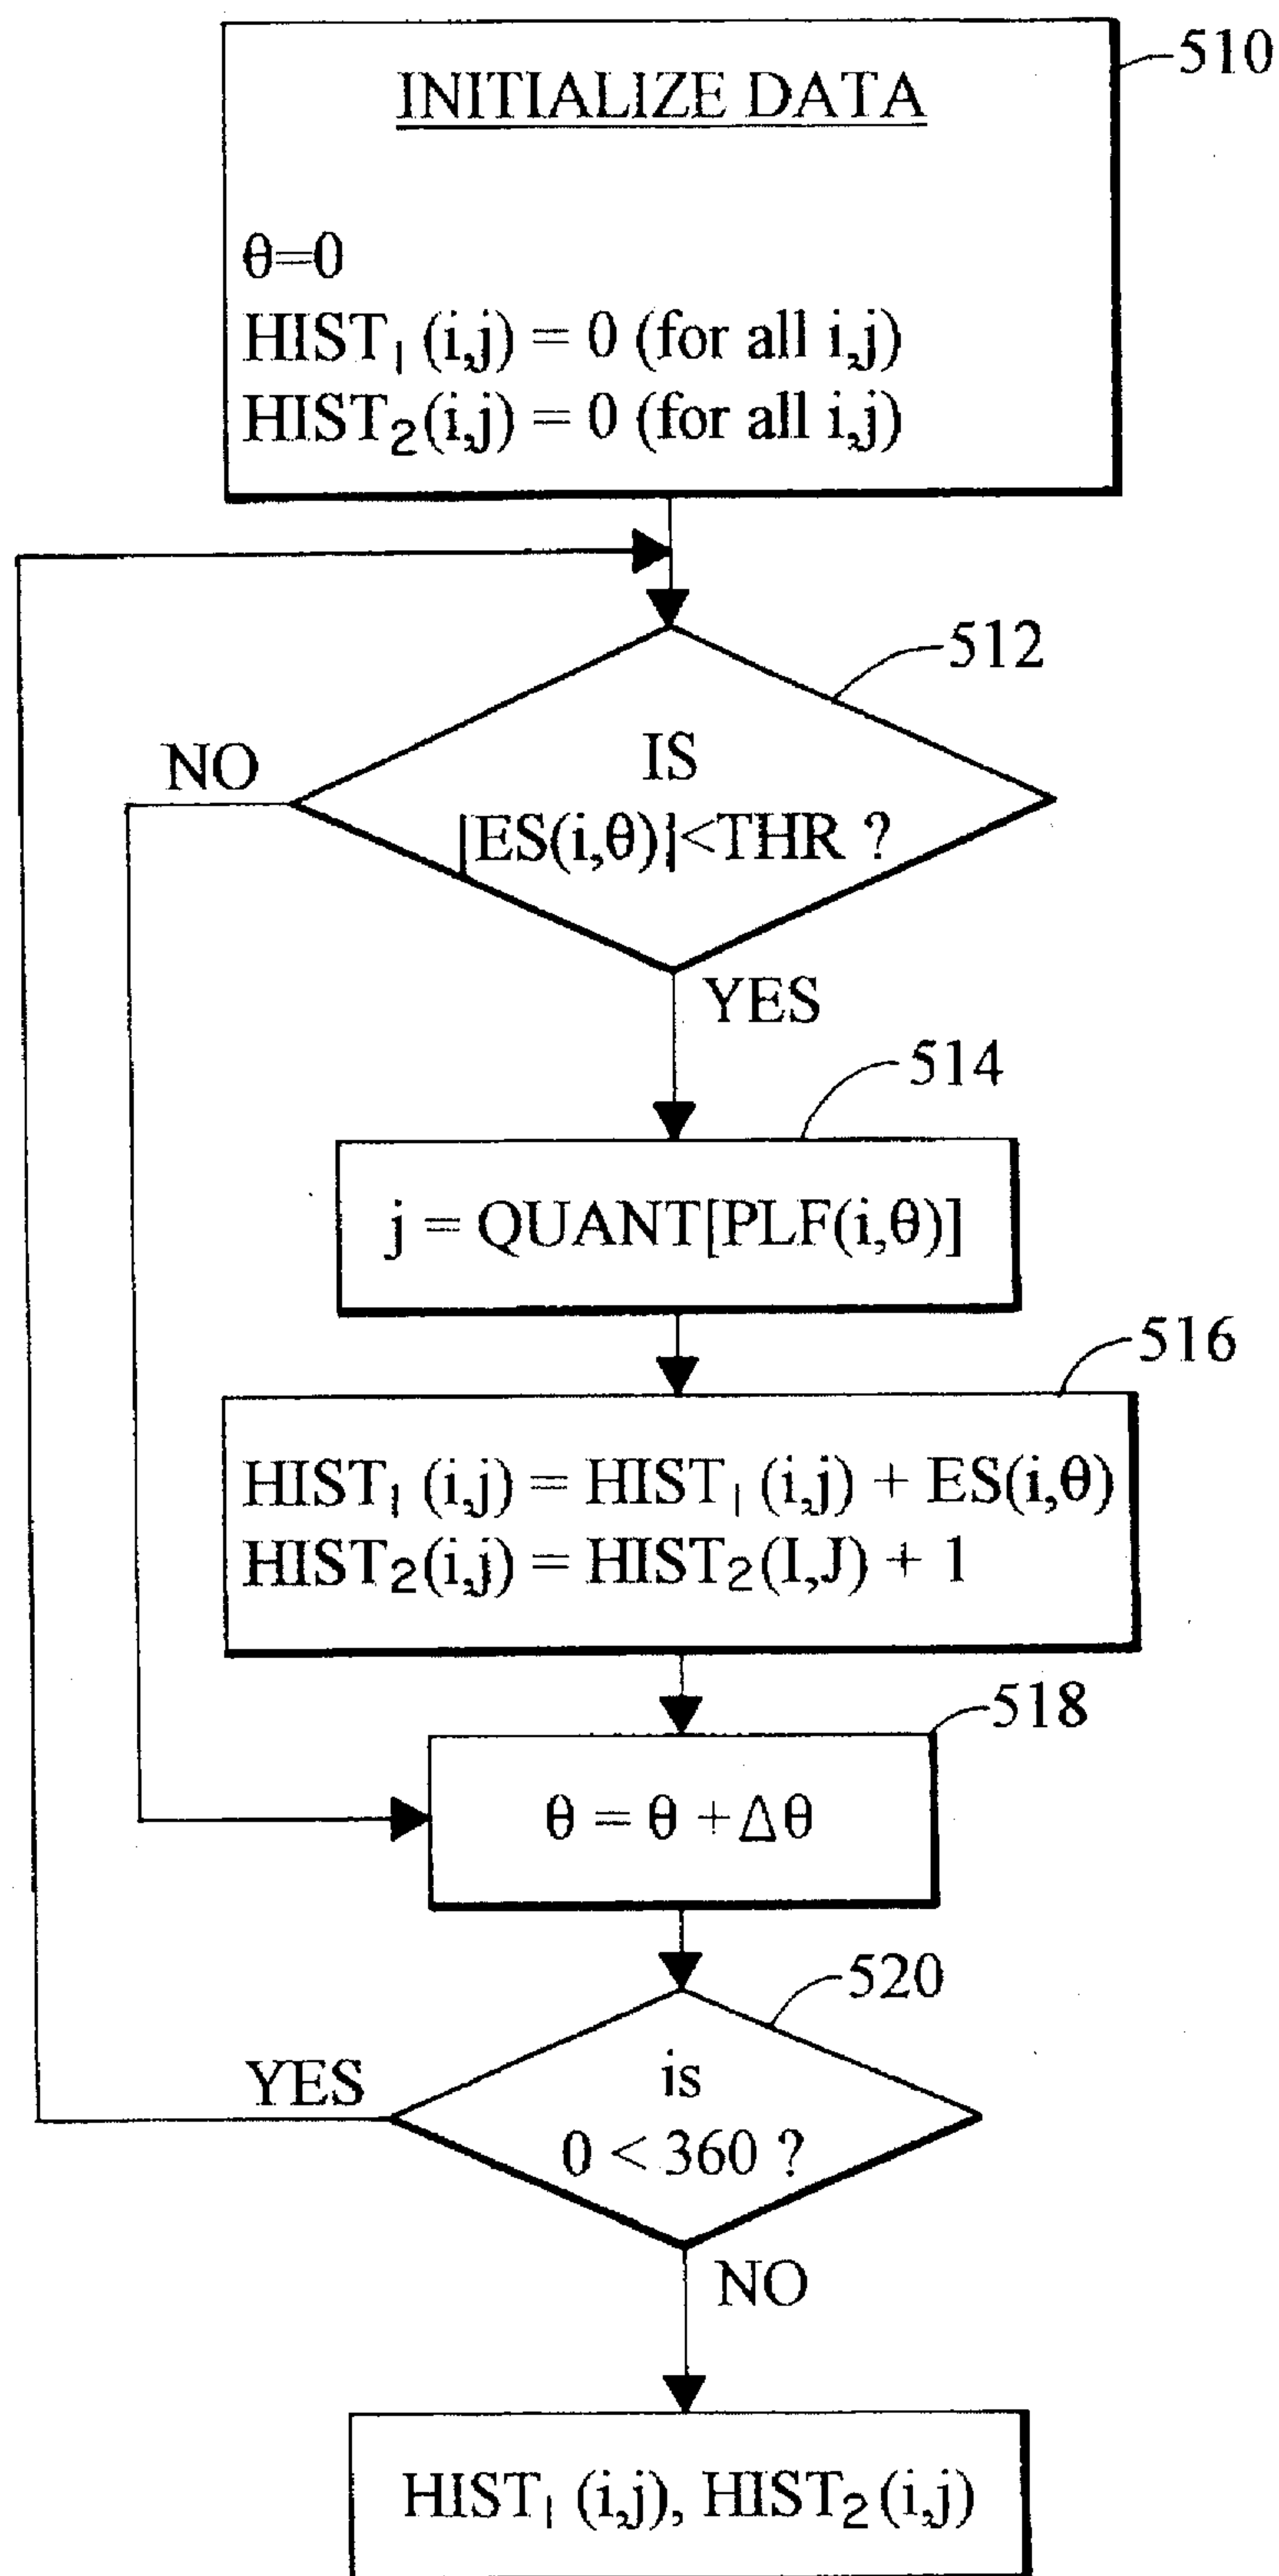 510
INITIALIZE DATA
θ=0
HIST₁ (i,j) = 0 (for all i,j)
HIST₂(i,j) = 0 (for all i,j)
512
NO
IS
|ES(i,θ)|<THR ?
YES
514
j = QUANT[PLF(i,θ)]
516
HIST₁ (i,j) = HIST₁ (i,j) + ES(i,θ)
HIST₂(i,j) = HIST₂(I,J) + 1
518
θ = θ + Δθ
520
YES
is
0 < 360 ?
NO
HIST₁ (i,j), HIST₂(i,j)